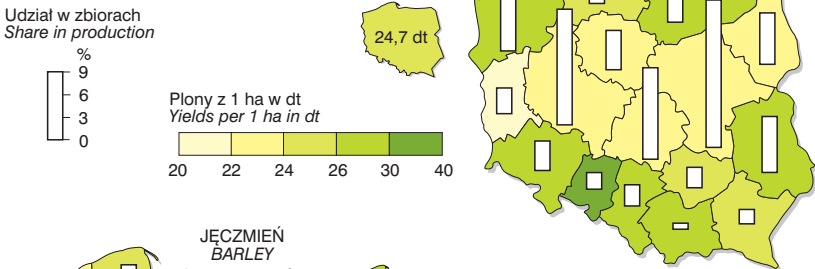 Udział w zbiorach
Share in production
%
9
6
3
0
24,7 dt
Plony z 1 ha w dt
Yields per 1 ha in dt
20 22 24 26 30 40
JĘCZMIEŃ
BARLEY